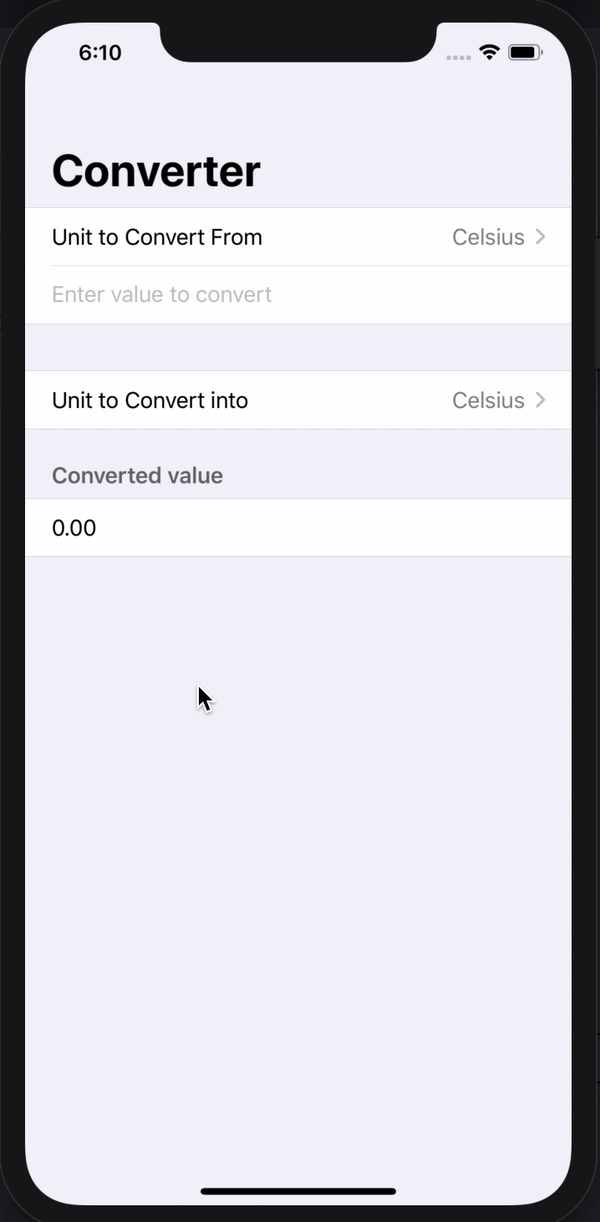 6:10
Converter
Unit to Convert From Celsius
Enter value to convert
Unit to Convert into Celsius
Converted value
0.00